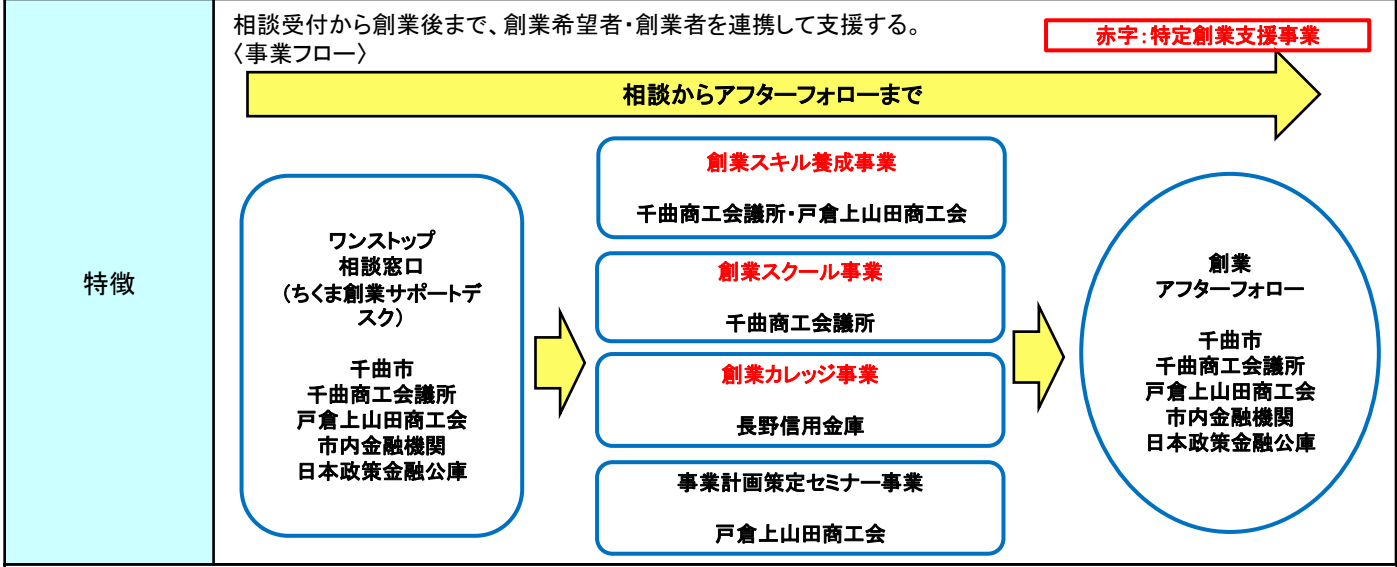 特徴
相談受付から創業後まで、創業希望者・創業者を連携して支援する。
〈事業フロー〉
赤字：特定創業支援事業
相談からアフターフォローまで
ワンストップ
相談窓口
（ちくま創業サポートデ
スク）
千曲市
千曲商工会議所
戸倉上山田商工会
市内金融機関
日本政策金融公庫
創業スキル養成事業
千曲商工会議所・戸倉上山田商工会
創業スクール事業
千曲商工会議所
創業カレッジ事業
長野信用金庫
事業計画策定セミナー事業
戸倉上山田商工会
創業
アフターフォロー
千曲市
千曲商工会議所
戸倉上山田商工会
市内金融機関
日本政策金融公庫